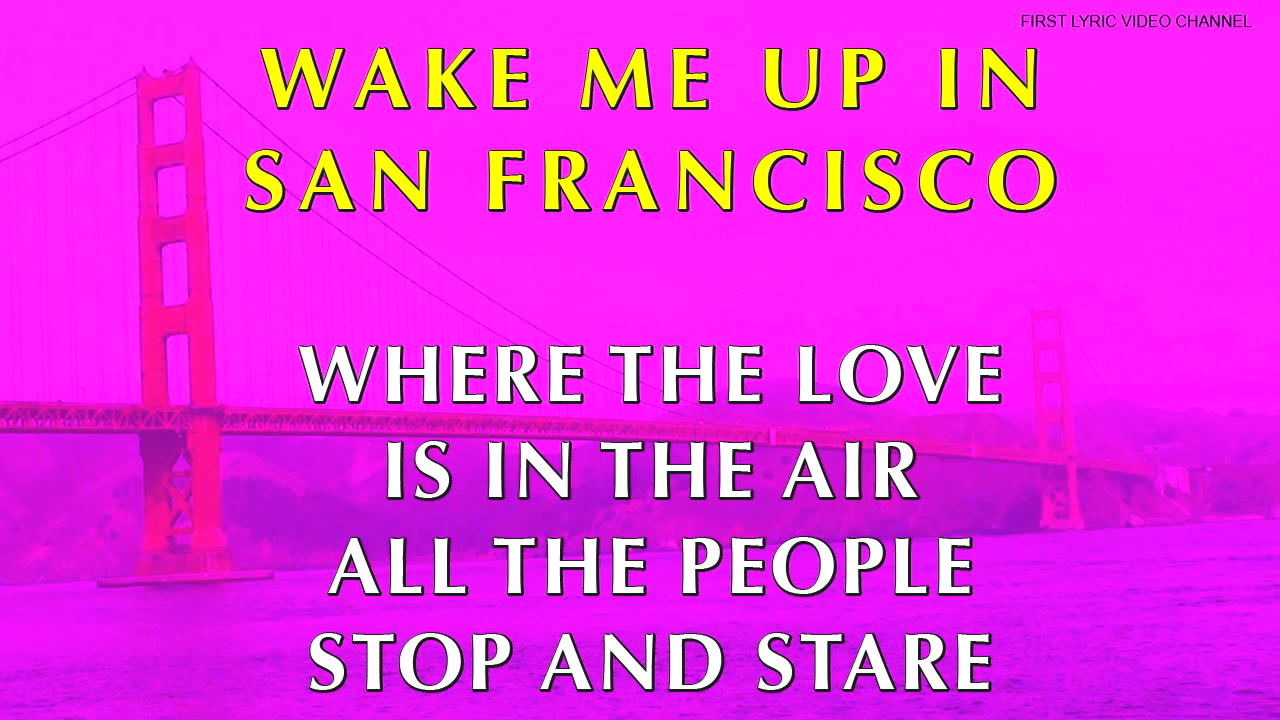 FIRST LYRIC VIDEO CHANNEL
WAKE ME UP IN
SAN FRANCISCO
WHERE THE LOVE
IS IN THE AIR
ALL THE PEOPLE
STOP AND STARE